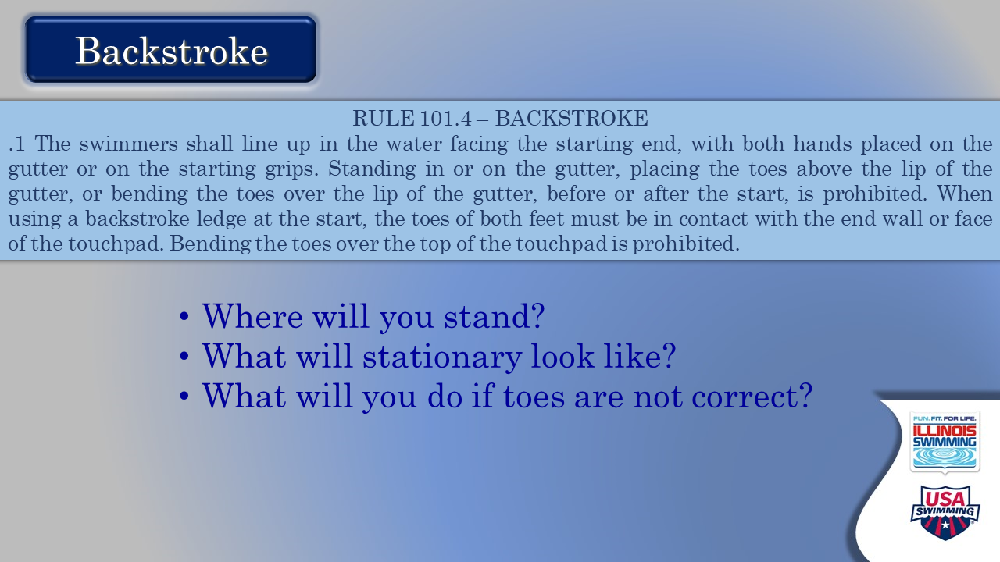 Backstroke
RULE 101.4 – BACKSTROKE
.1 The swimmers shall line up in the water facing the starting end, with both hands placed on the
gutter or on the starting grips. Standing in or on the gutter, placing the toes above the lip of the
gutter, or bending the toes over the lip of the gutter, before or after the start, is prohibited. When
using a backstroke ledge at the start, the toes of both feet must be in contact with the end wall or face
of the touchpad. Bending the toes over the top of the touchpad is prohibited.
• Where will you stand?
• What will stationary look like?
• What will you do if toes are not correct?
FUN. FIT. FOR LIFE.
ILLINOIS
SWIMMING
USA
SWIMMING
®